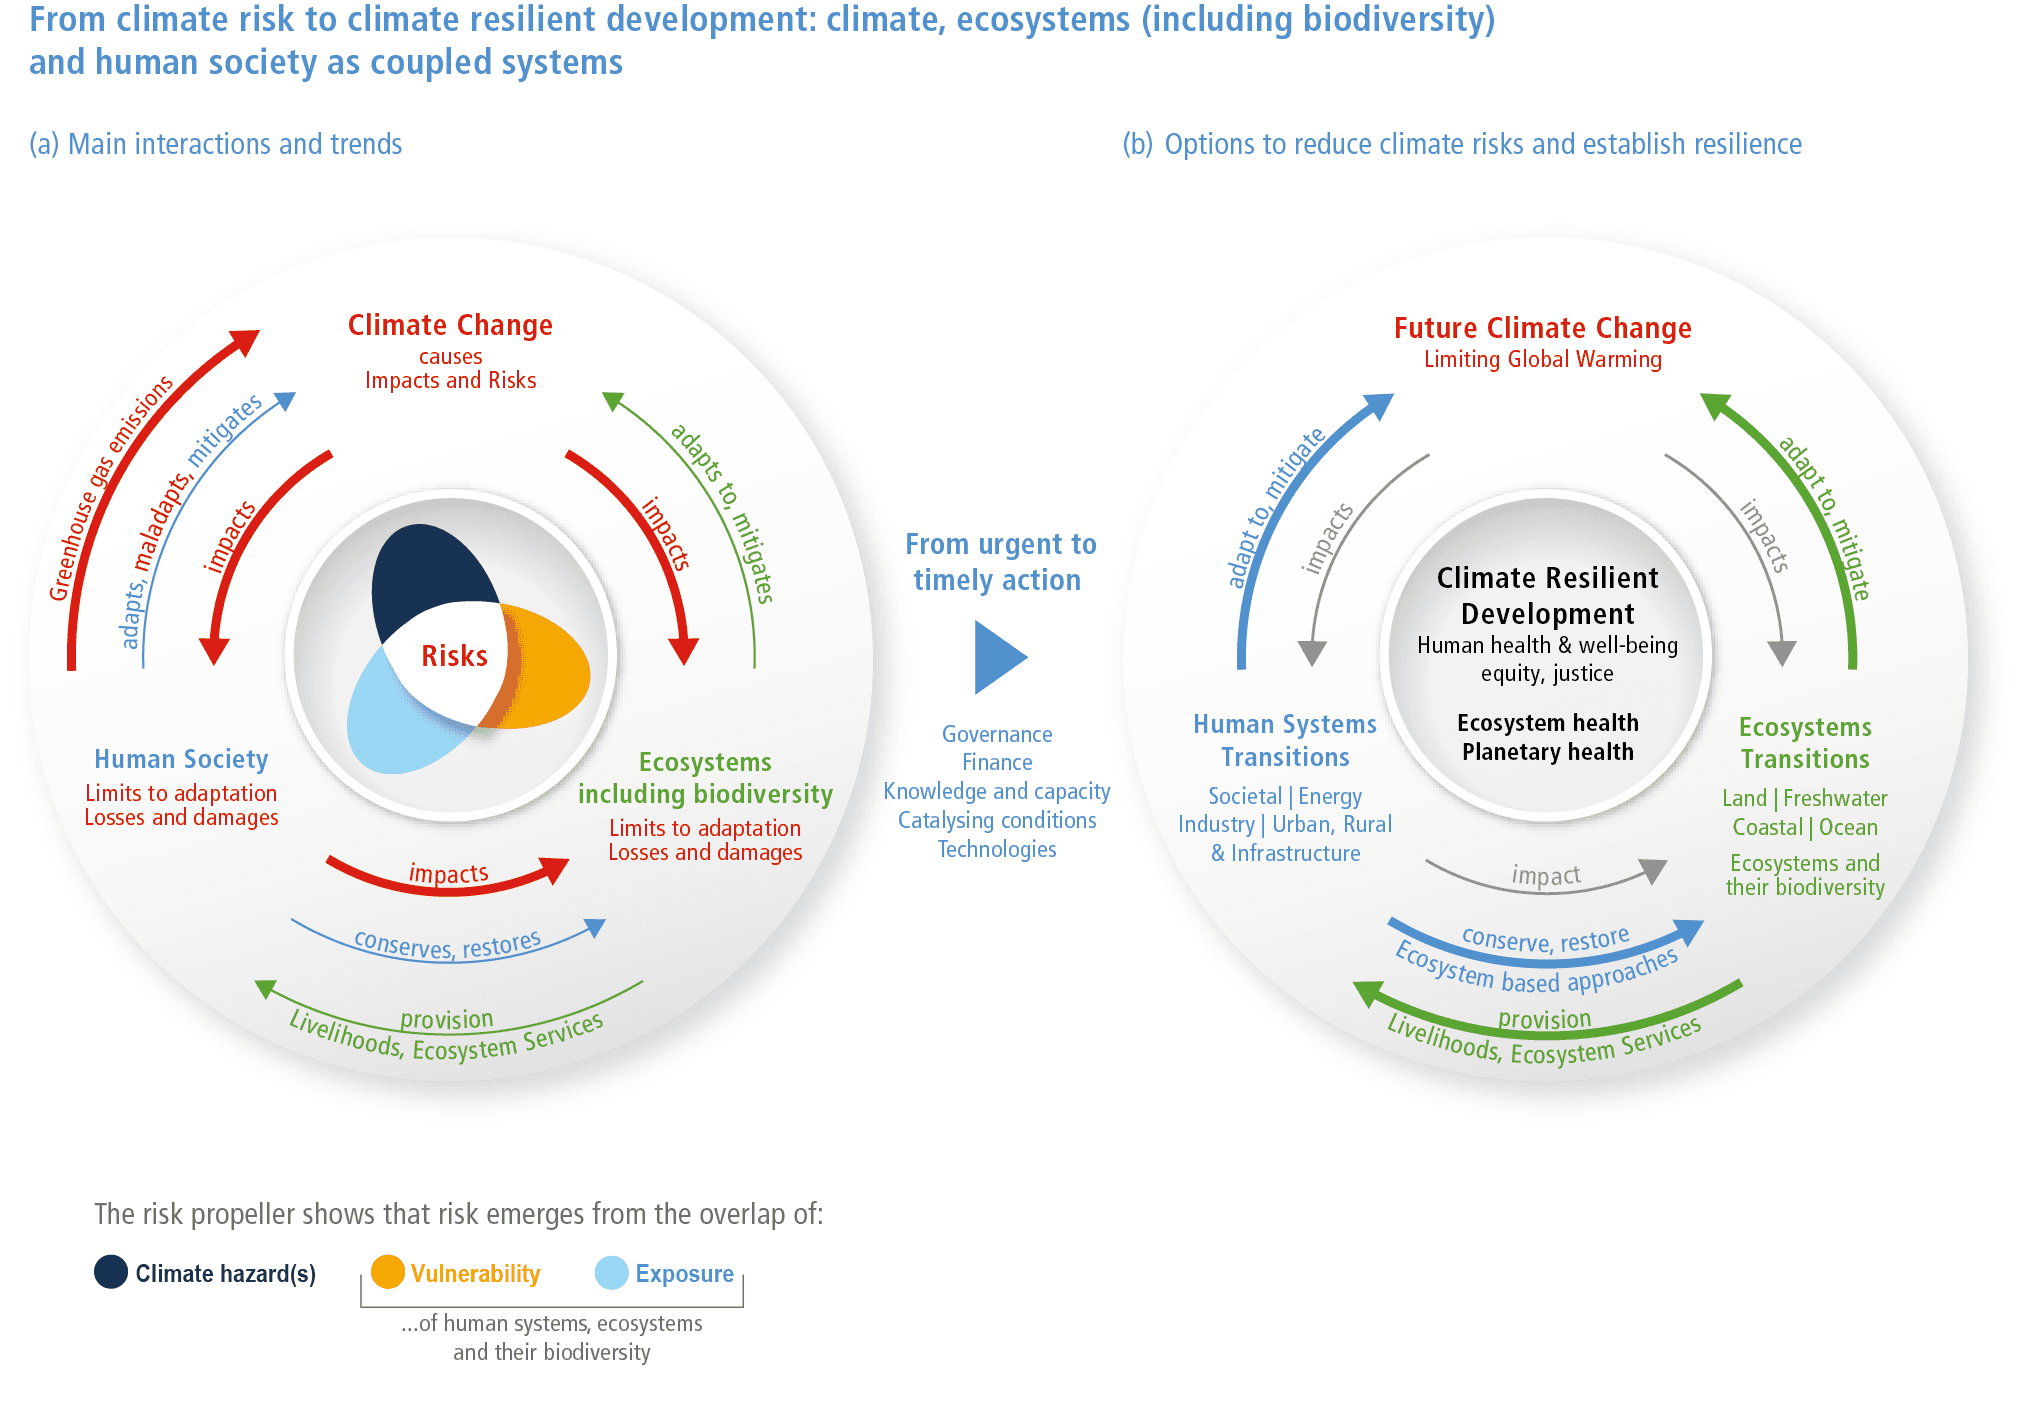 From climate risk to climate resilient development: climate, ecosystems (including biodiversity)
and human society as coupled systems
(a) Main interactions and trends
Climate Change
causes
Impacts and Risks
Greenhouse gas emissions
adapts, maladapts, mitigates
impacts
impacts
adapts to, mitigates
Risks
Human Society
Limits to adaptation
Losses and damages
Ecosystems
including biodiversity
Limits to adaptation
Losses and damages
impacts
conserves, restores
provision
Livelihoods, Ecosystem Services
From urgent to
timely action
Governance
Finance
Knowledge and capacity
Catalysing conditions
Technologies
(b) Options to reduce climate risks and establish resilience
Future Climate Change
Limiting Global Warming
adapt to, mitigate
impacts
impacts
adapt to, mitigate
Climate Resilient
Development
Human health & well-being
equity, justice
Ecosystem health
Planetary health
Human Systems
Transitions
Societal | Energy
Industry | Urban, Rural
& Infrastructure
Ecosystems
Transitions
Land | Freshwater
Coastal | Ocean
Ecosystems and
their biodiversity
impact
conserve, restore
Ecosystem based approaches
provision
Livelihoods, Ecosystem Services
The risk propeller shows that risk emerges from the overlap of:
Climate hazard(s)
Vulnerability
Exposure
...of human systems, ecosystems
and their biodiversity